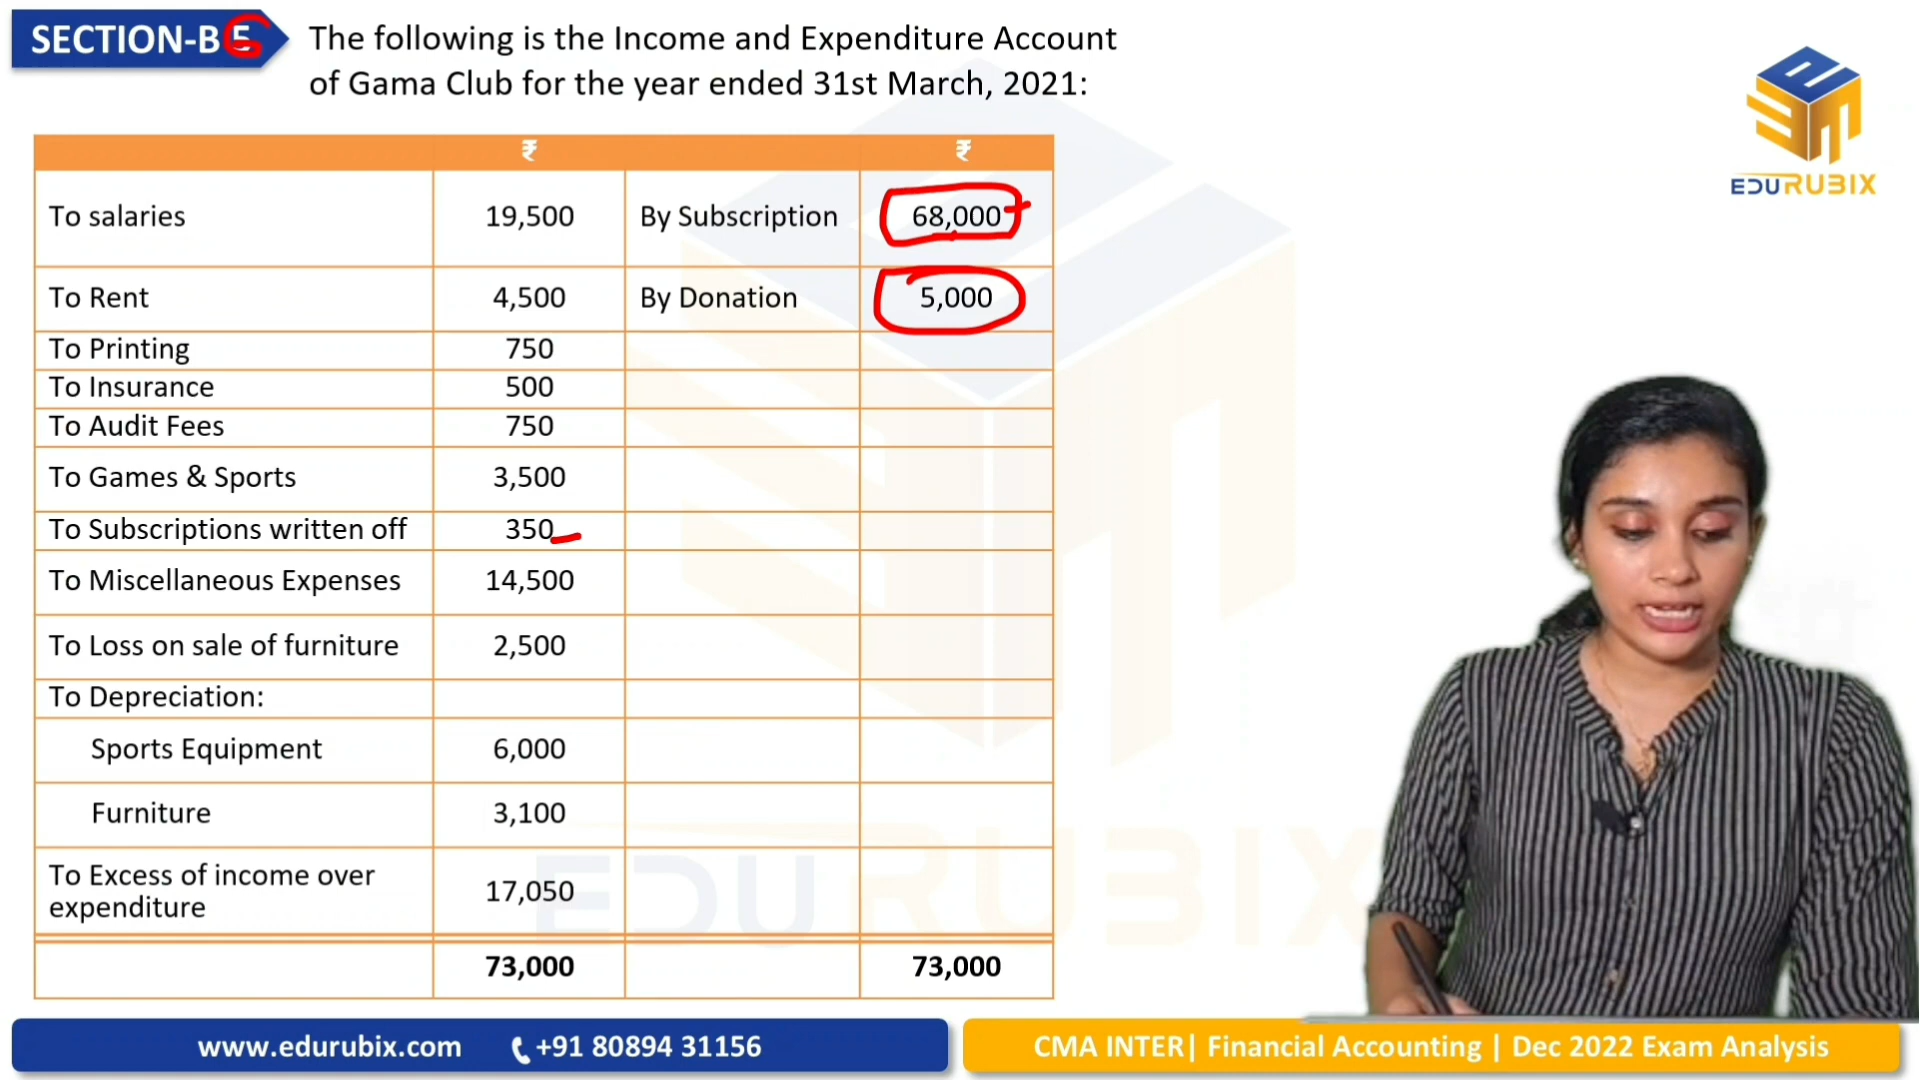 SECTION-B 5
The following is the Income and Expenditure Account
of Gama Club for the year ended 31st March, 2021:
EDURUBIX
₹ ₹
To salaries 19,500 By Subscription 68,000
To Rent 4,500 By Donation 5,000
To Printing 750
To Insurance 500
To Audit Fees 750
To Games & Sports 3,500
To Subscriptions written off 350
To Miscellaneous Expenses 14,500
To Loss on sale of furniture 2,500
To Depreciation:
Sports Equipment 6,000
Furniture 3,100
To Excess of income over
expenditure 17,050
73,000 73,000
EDURUBIX
www.edurubix.com +91 80894 31156
CMA INTER| Financial Accounting | Dec 2022 Exam Analysis